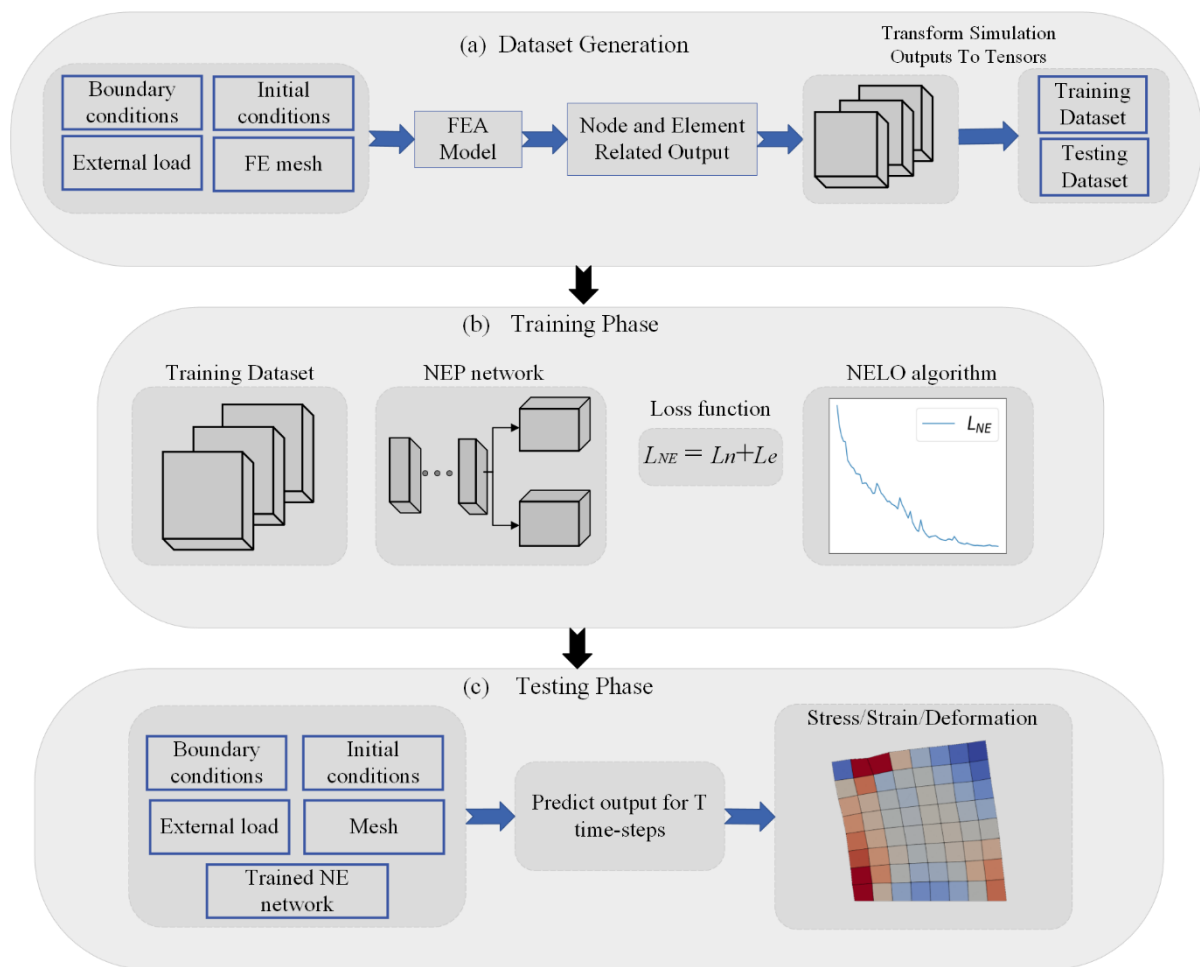 (a) Dataset Generation
Transform Simulation
Outputs To Tensors
Boundary
conditions
Initial
conditions
External load
FE mesh
FEA
Model
Node and Element
Related Output
Training
Dataset
Testing
Dataset
(b) Training Phase
Training Dataset
NEP network
Loss function
LNE = Ln+Le
NELO algorithm
LNE
(c) Testing Phase
Boundary
conditions
Initial
conditions
External load
Mesh
Trained NE
network
Predict output for T
time-steps
Stress/Strain/Deformation